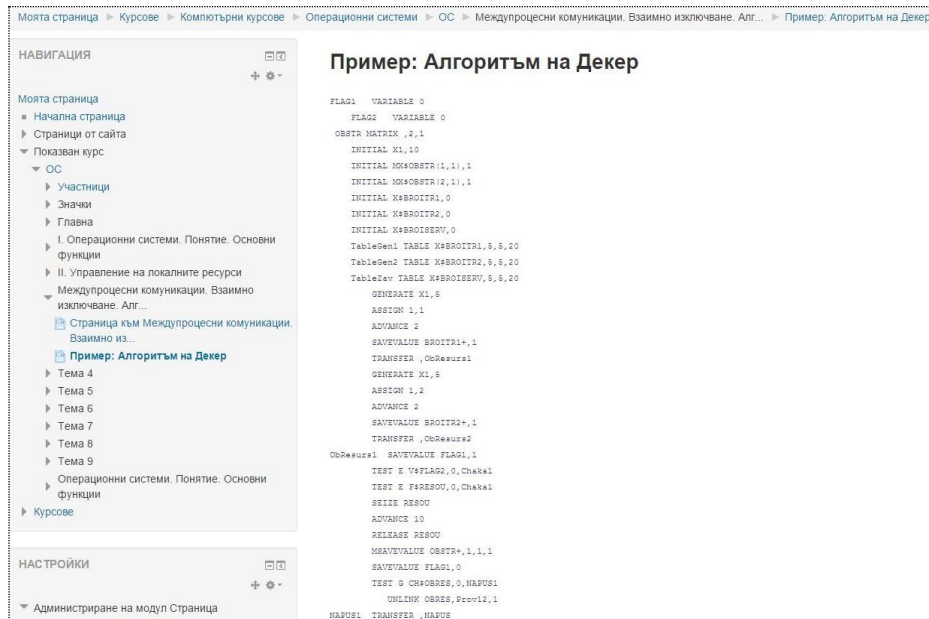 Моята страница ▶ Курсове ▶ Компютърни курсове ▶ Операционни системи ▶ ОС ▶ Междупроцесни комуникации. Взаимно изключване. Алг... ▶ Пример: Алгоритъм на Декер
НАВИГАЦИЯ
Моята страница
Начална страница
Страници от сайта
Показван курс
ОС
Участници
Значки
Главна
I. Операционни системи. Понятие. Основни
функции
II. Управление на локалните ресурси
Междупроцесни комуникации. Взаимно
изключване. Алг...
Страница към Междупроцесни комуникации.
Взаимно из...
Пример: Алгоритъм на Декер
Тема 4
Тема 5
Тема 6
Тема 7
Тема 8
Тема 9
Операционни системи. Понятие. Основни
функции
Курсове
НАСТРОЙКИ
Администриране на модул Страница
Пример: Алгоритъм на Декер
FLAG1 VARIABLE 0
FLAG2 VARIABLE 0
OBSTR MATRIX ,2,1
INITIAL X1,10
INITIAL MX$OBSTR(1,1),1
INITIAL MX$OBSTR(2,1),1
INITIAL X$BROITR1,0
INITIAL X$BROITR2,0
INITIAL X$BROISERV,0
TableGen1 TABLE X$BROITR1,5,5,20
TableGen2 TABLE X$BROITR2,5,5,20
TableZav TABLE X$BROISERV,5,5,20
GENERATE X1,5
ASSIGN 1,1
ADVANCE 2
SAVEVALUE BROITR1+,1
TRANSFER ,ObResurs1
GENERATE X1,5
ASSIGN 1,2
ADVANCE 2
SAVEVALUE BROITR2+,1
TRANSFER ,ObResurs2
ObResurs1 SAVEVALUE FLAG1,1
TEST E V$FLAG2,0,Chaka1
TEST E F$RESOU,0,Chaka1
SEIZE RESOU
ADVANCE 10
RELEASE RESOU
MSAVEVALUE OBSTR+,1,1,1
SAVEVALUE FLAG1,0
TEST G CH$OBRES,0,NAPUS1
UNLINK OBRES,Prov12,1
NAPUS1 TRANSFER ,NAPUS